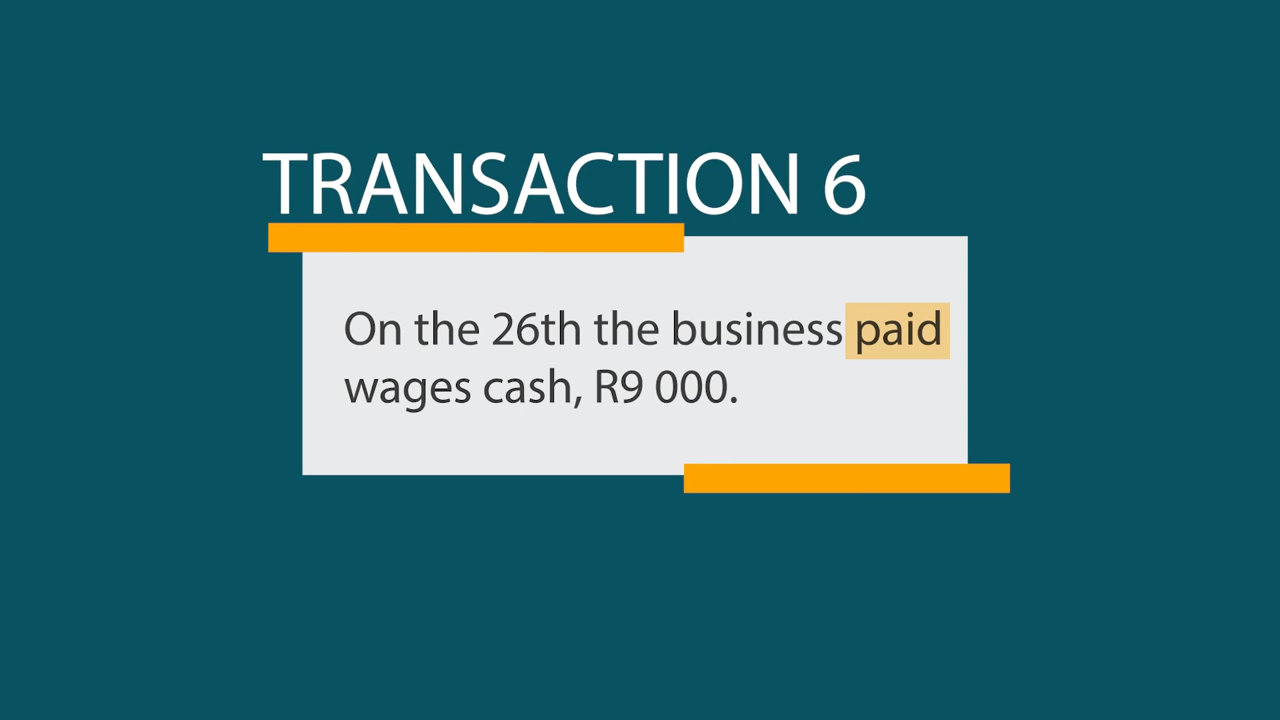 TRANSACTION 6
On the 26th the business paid
wages cash, R9 000.